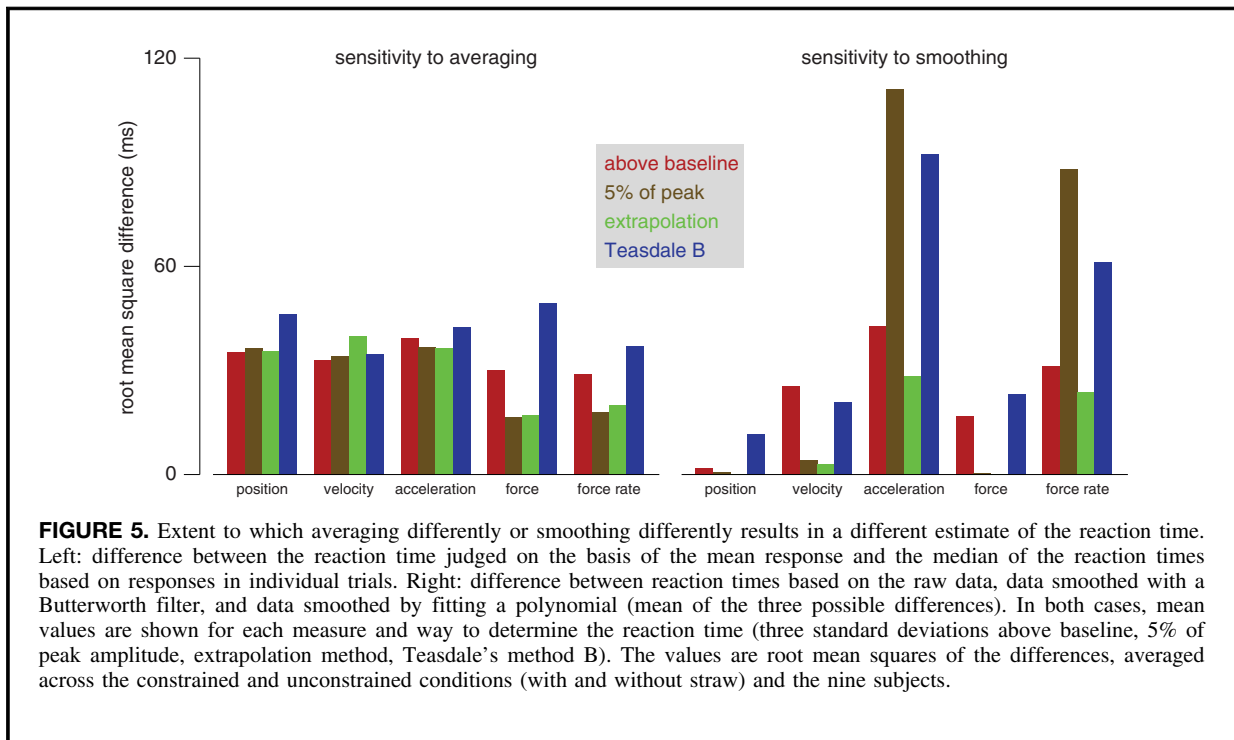 120
sensitivity to averaging
sensitivity to smoothing
root mean square difference (ms)
above baseline
5% of peak
extrapolation
Teasdale B
60
0
position velocity acceleration force force rate
position velocity acceleration force force rate
FIGURE 5. Extent to which averaging differently or smoothing differently results in a different estimate of the reaction time.
Left: difference between the reaction time judged on the basis of the mean response and the median of the reaction times
based on responses in individual trials. Right: difference between reaction times based on the raw data, data smoothed with a
Butterworth filter, and data smoothed by fitting a polynomial (mean of the three possible differences). In both cases, mean
values are shown for each measure and way to determine the reaction time (three standard deviations above baseline, 5% of
peak amplitude, extrapolation method, Teasdale's method B). The values are root mean squares of the differences, averaged
across the constrained and unconstrained conditions (with and without straw) and the nine subjects.